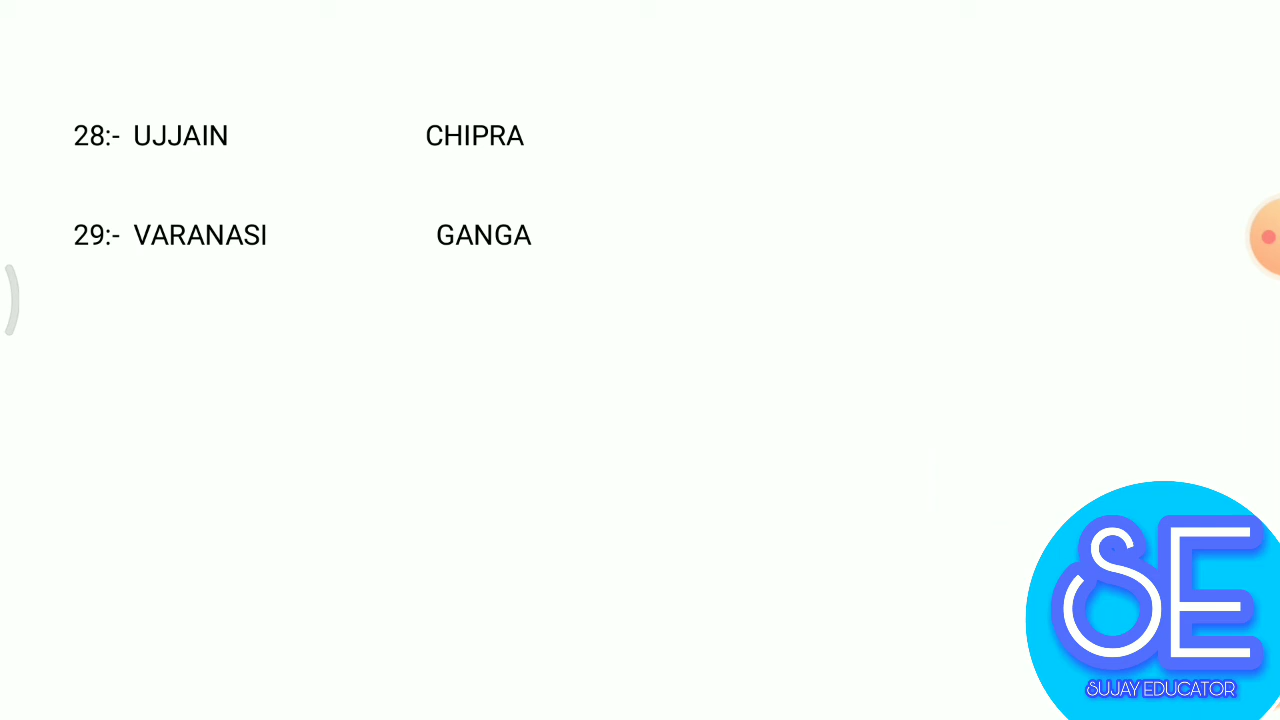 28:- UJJAIN CHIPRA
29:- VARANASI GANGA
SE
SUJAY EDUCATOR